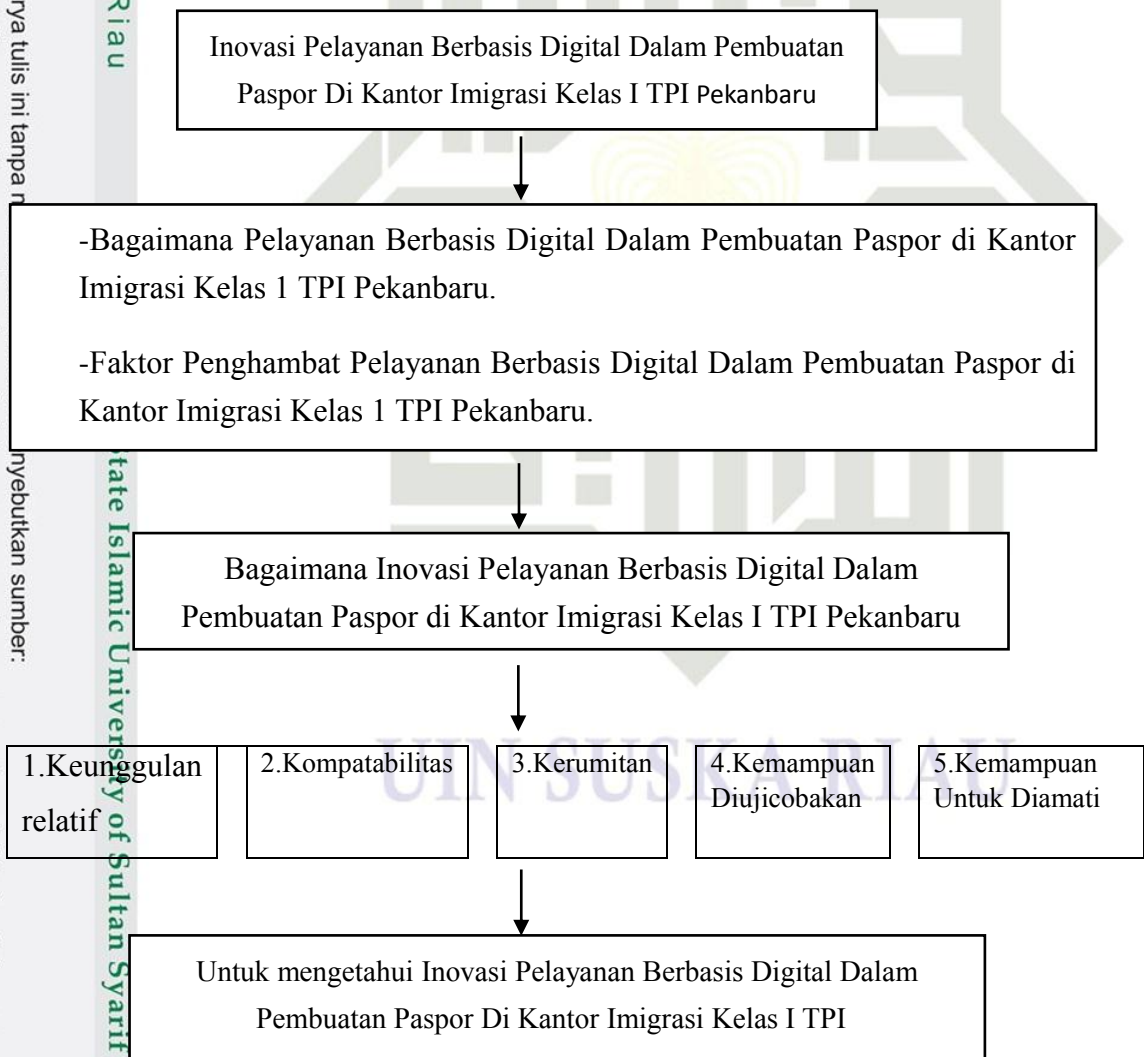 Riau
rya tulis ini tanpa
nyebutkan sumber:
State Islamic University of Sultan Syarif
Inovasi Pelayanan Berbasis Digital Dalam Pembuatan
Paspor Di Kantor Imigrasi Kelas I TPI Pekanbaru
-Bagaimana Pelayanan Berbasis Digital Dalam Pembuatan Paspor di Kantor
Imigrasi Kelas 1 TPI Pekanbaru.
-Faktor Penghambat Pelayanan Berbasis Digital Dalam Pembuatan Paspor di
Kantor Imigrasi Kelas 1 TPI Pekanbaru.
Bagaimana Inovasi Pelayanan Berbasis Digital Dalam
Pembuatan Paspor di Kantor Imigrasi Kelas I TPI Pekanbaru
UIN SUSKA RIAU
1.Keunggulan
relatif
2.Kompatabilitas
3.Kerumitan
4.Kemampuan
Diujicobakan
5.Kemampuan
Untuk Diamati
Untuk mengetahui Inovasi Pelayanan Berbasis Digital Dalam
Pembuatan Paspor Di Kantor Imigrasi Kelas I TPI